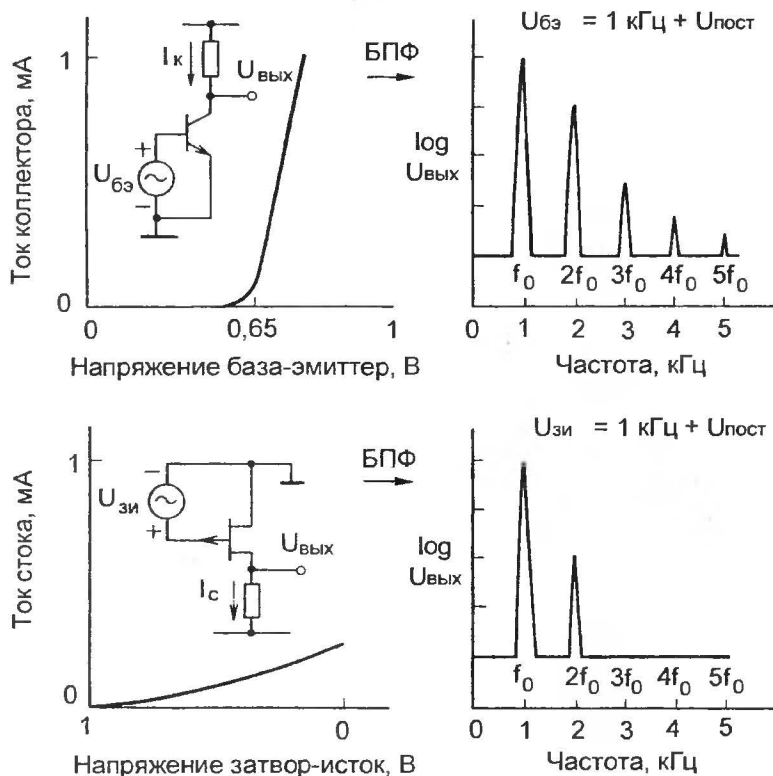 Ток коллектора, мА
1
0
Iк
Uвых
+
Uбэ
−
0
0,65
1
Напряжение база-эмиттер, В
БПФ
Uбэ = 1 кГц + Uпост
log
Uвых
f0 2f0 3f0 4f0 5f0
0 1 2 3 4 5
Частота, кГц
Ток стока, мА
1
0
−
Uзи
+
Uвых
Iс
1
0
Напряжение затвор-исток, В
БПФ
Uзи = 1 кГц + Uпост
log
Uвых
f0 2f0 3f0 4f0 5f0
0 1 2 3 4 5
Частота, кГц